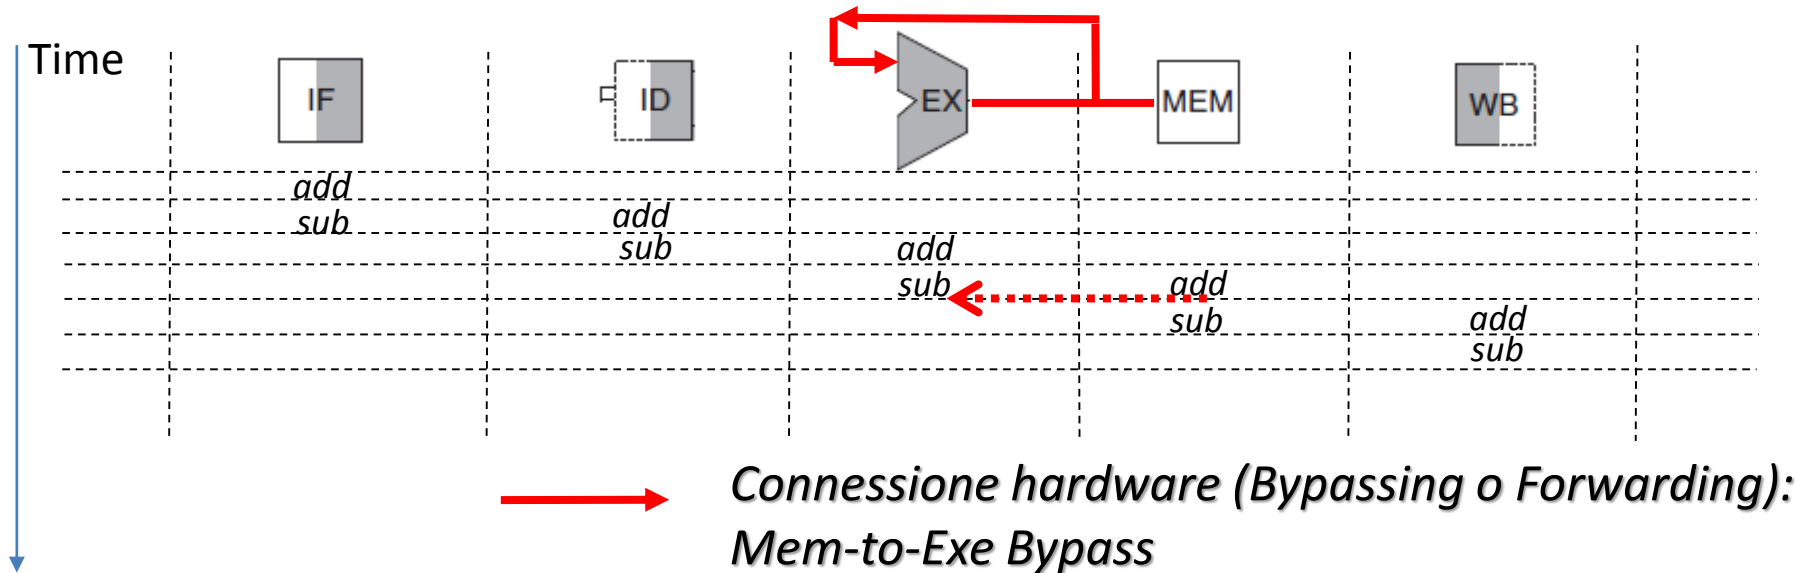 Time
IF ID EX MEM WB
add
sub add
sub add
sub add
sub add
sub
Connessione hardware (Bypassing o Forwarding):
Mem-to-Exe Bypass